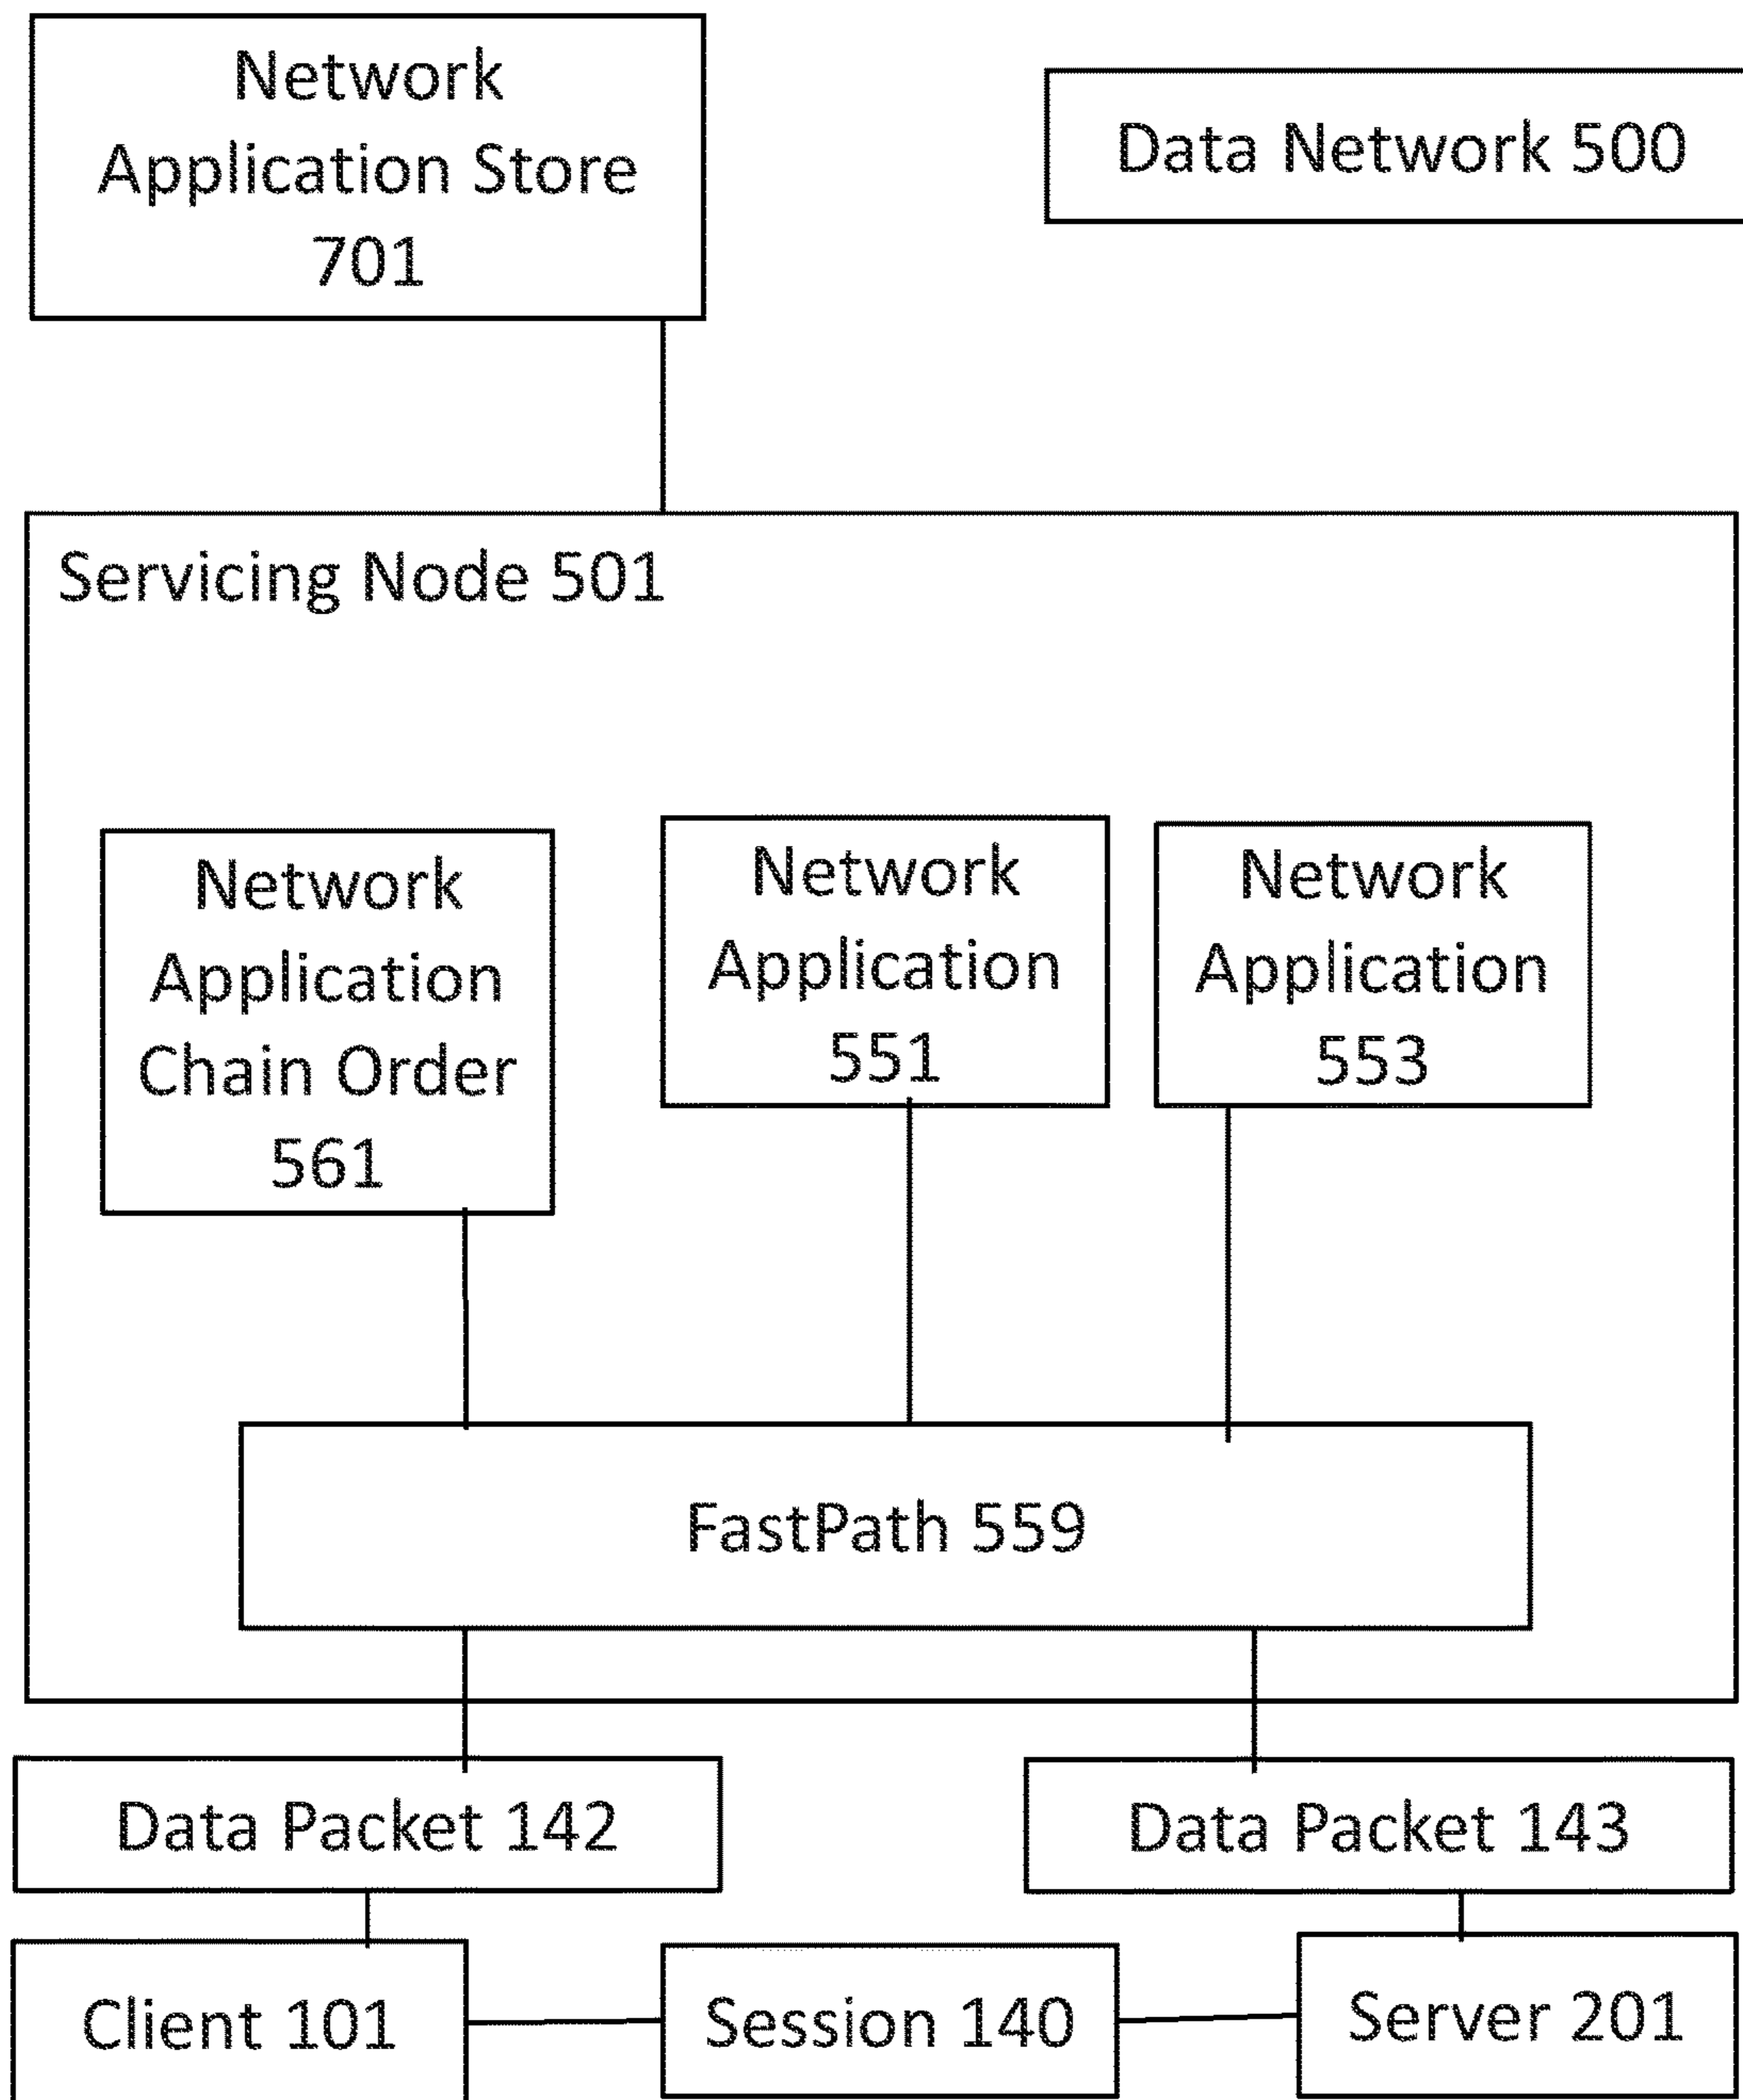 Network
Application Store
701
Data Network 500
Servicing Node 501
Network
Application
Chain Order
561
Network
Application
551
Network
Application
553
FastPath 559
Data Packet 142
Data Packet 143
Client 101
Session 140
Server 201